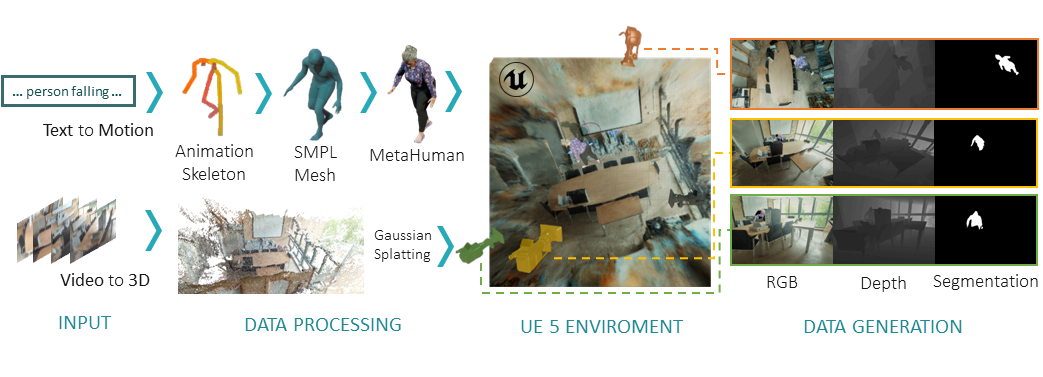 ... person falling ...
Text to Motion
Animation
Skeleton
SMPL
Mesh
MetaHuman
Video to 3D
Gaussian
Splatting
RGB
Depth
Segmentation
INPUT
DATA PROCESSING
UE 5 ENVIROMENT
DATA GENERATION